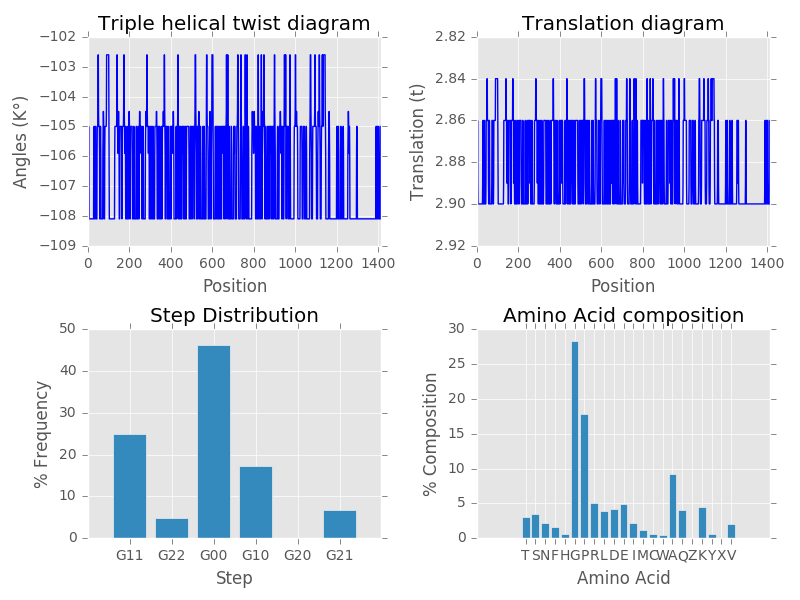 Triple helical twist diagram
−102
−103
−104
−105
−106
−107
−108
−109
Angles (K°)
0 200 400 600 800 1000 1200 1400
Position
Translation diagram
2.82
2.84
2.86
2.88
2.90
2.92
Translation (t)
0 200 400 600 800 1000 1200 1400
Position
Step Distribution
50
40
30
20
10
0
% Frequency
G11 G22 G00 G10 G20 G21
Step
Amino Acid composition
30
25
20
15
10
5
0
% Composition
T S N F H G P R L D E I M C W A Q Z K Y X V
Amino Acid